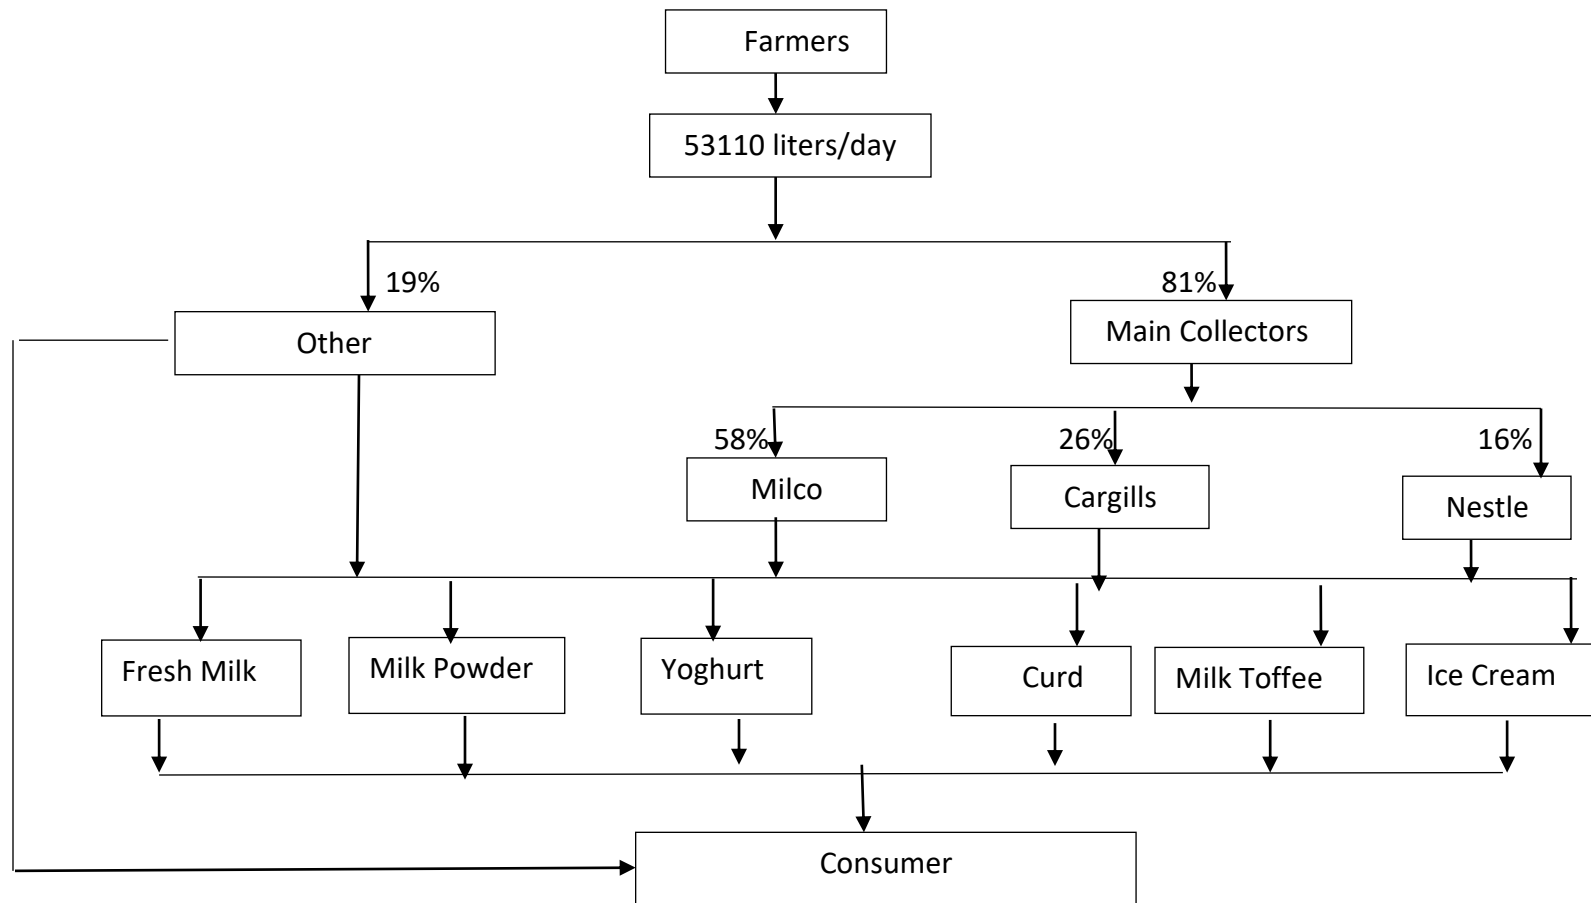 Farmers
53110 liters/day
19%
81%
Other
Main Collectors
58%
26%
16%
Milco
Cargills
Nestle
Fresh Milk
Milk Powder
Yoghurt
Curd
Milk Toffee
Ice Cream
Consumer